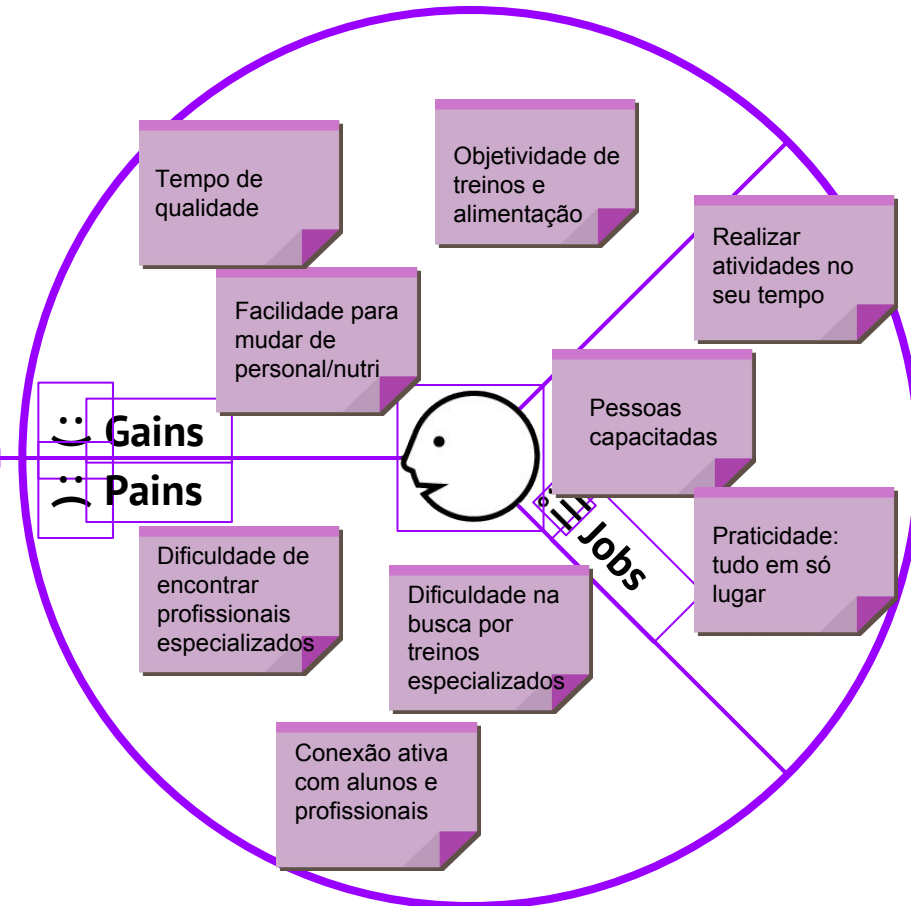 Tempo de
qualidade
Objetividade de
treinos e
alimentação
Realizar
atividades no
seu tempo
Facilidade para
mudar de
personal/nutri
Pessoas
capacitadas
Gains
Pains
Jobs
Praticidade:
tudo em só
lugar
Dificuldade de
encontrar
profissionais
especializados
Dificuldade na
busca por
treinos
especializados
Conexão ativa
com alunos e
profissionais